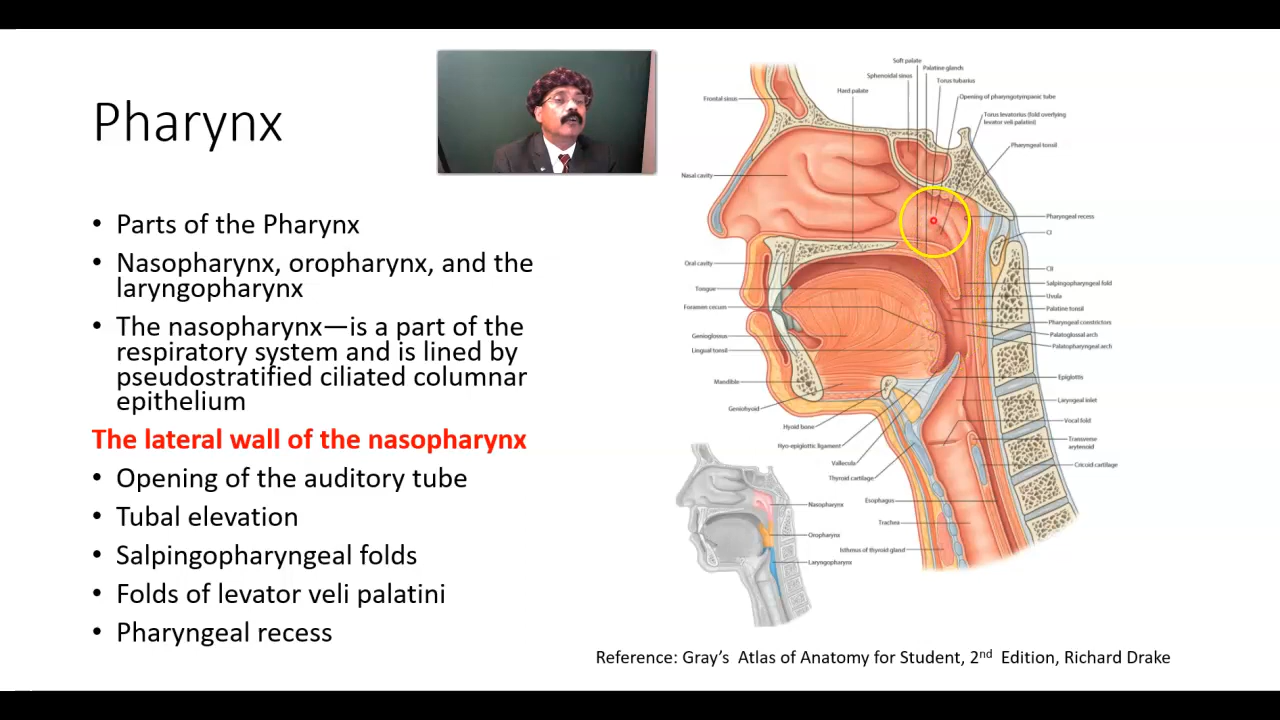 Pharynx
• Parts of the Pharynx
• Nasopharynx, oropharynx, and the
laryngopharynx
• The nasopharynx—is a part of the
respiratory system and is lined by
pseudostratified ciliated columnar
epithelium
The lateral wall of the nasopharynx
• Opening of the auditory tube
• Tubal elevation
• Salpingopharyngeal folds
• Folds of levator veli palatini
• Pharyngeal recess
Soft palate
Palatine glands
Sphenoidal sinus
Torus tubarius
Hard palate
Opening of pharyngotympanic tube
Frontal sinus
Torus levatorius (fold overlying
levator veli palatini)
Pharyngeal tonsil
Nasal cavity
Pharyngeal recess
CI
Oral cavity
CII
Salpingopharyngeal fold
Tongue
Uvula
Foramen cecum
Palatine tonsil
Pharyngeal constrictors
Genioglossus
Palatoglossal arch
Lingual tonsil
Palatopharyngeal arch
Mandible
Epiglottis
Geniohyoid
Laryngeal inlet
Hyoid bone
Vocal fold
Hyo-epiglottic ligament
Transverse
arytenoid
Vallecula
Cricoid cartilage
Thyroid cartilage
Esophagus
Trachea
Isthmus of thyroid gland
Nasopharynx
Oropharynx
Laryngopharynx
Reference: Gray's Atlas of Anatomy for Student, 2nd Edition, Richard Drake